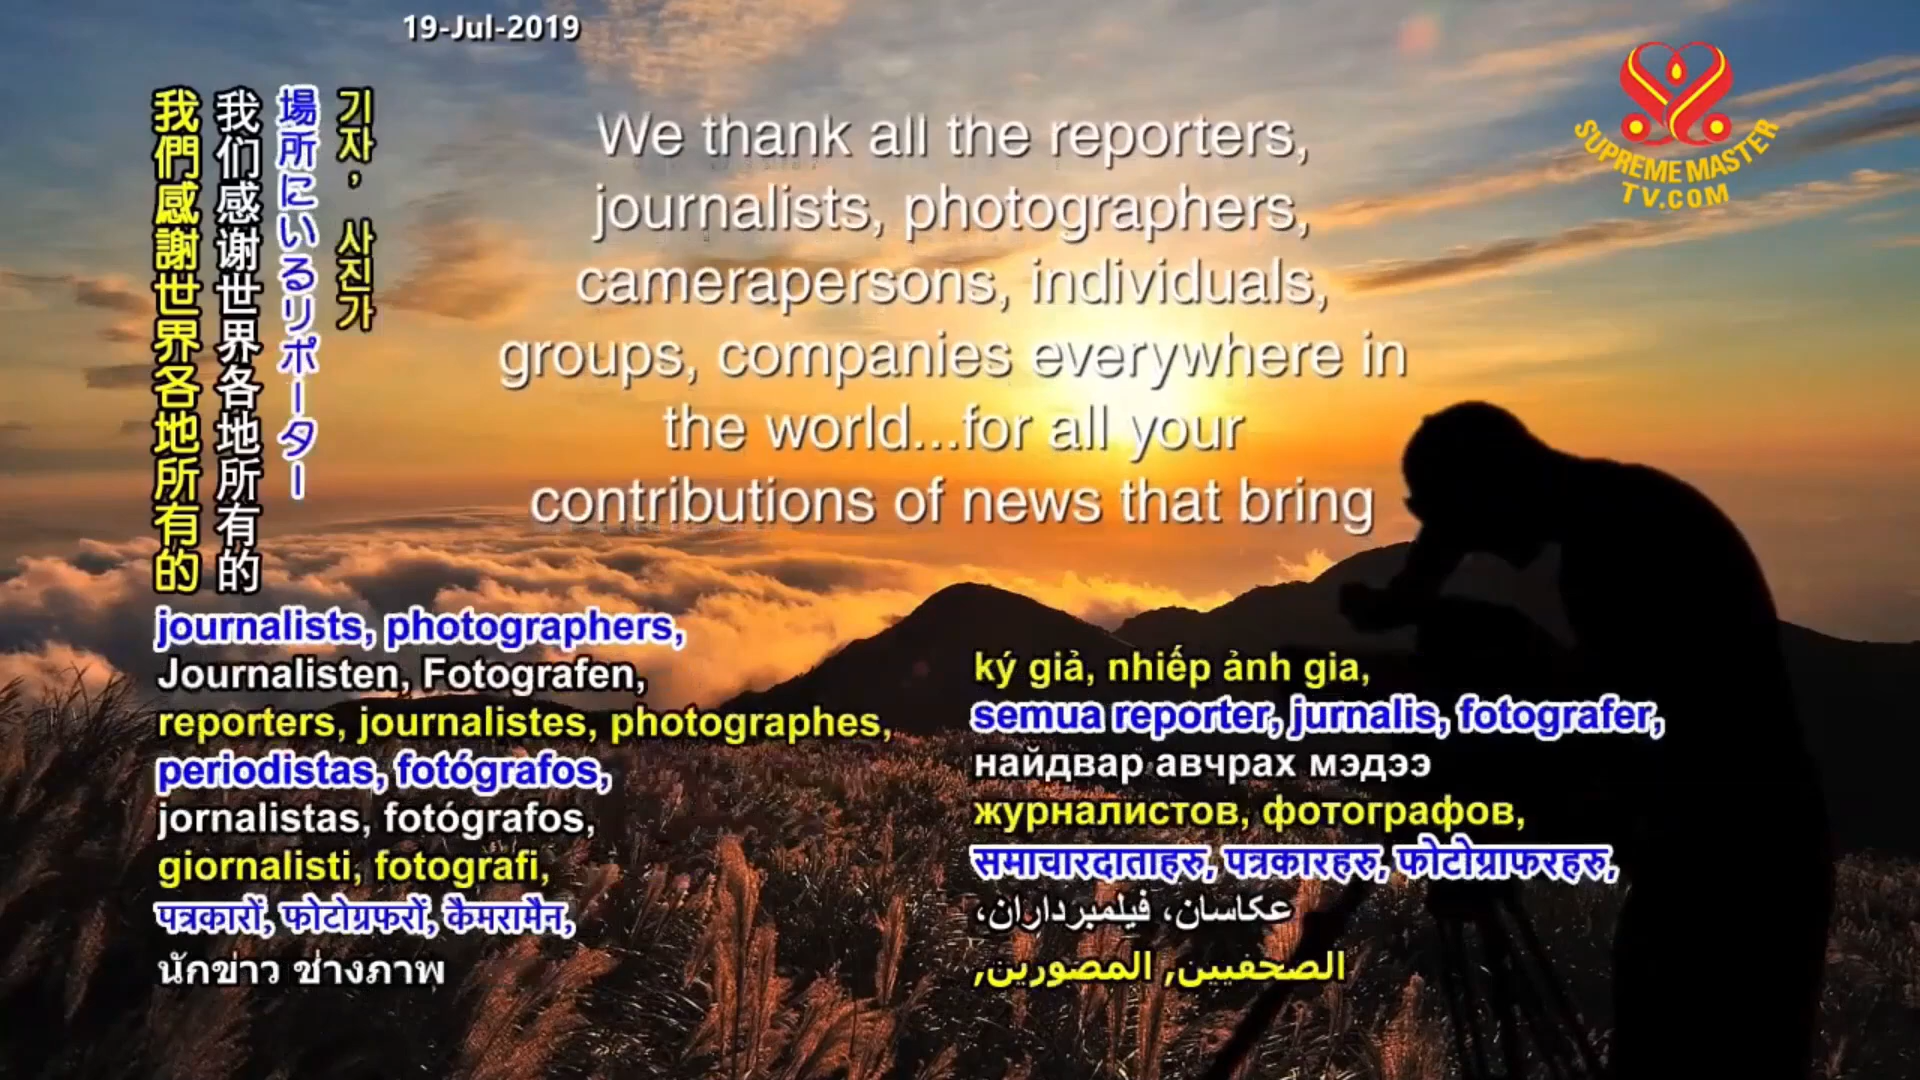 19-Jul-2019
SUPREME MASTER
TV.COM
We thank all the reporters,
journalists, photographers,
camerapersons, individuals,
groups, companies everywhere in
the world...for all your
contributions of news that bring
기자, 사진가
場所にいるリポーター
我们感谢世界各地所有的
我們感謝世界各地所有的
journalists, photographers,
Journalisten, Fotografen,
reporters, journalistes, photographes,
periodistas, fotógrafos,
jornalistas, fotógrafos,
giornalisti, fotografi,
पत्रकारों, फोटोग्रफरों, कैमरामैन,
นักข่าว ช่างภาพ
ký giả, nhiếp ảnh gia,
semua reporter, jurnalis, fotografer,
найдвар авчрах мэдээ
журналистов, фотографов,
समाचारदाताहरु, पत्रकारहरु, फोटोग्राफरहरु,
عکاسان، فیلمبرداران،
الصحفيين, المصورين,